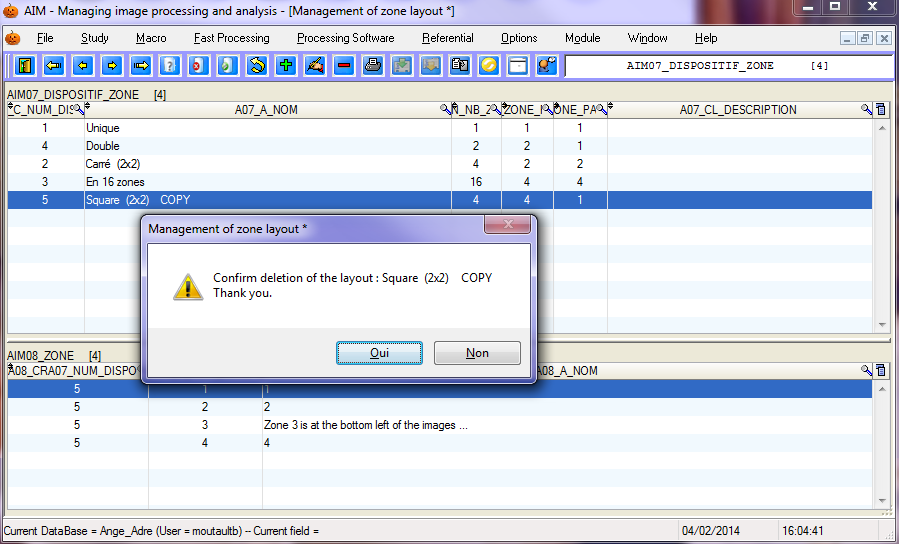 AIM - Managing image processing and analysis - [Management of zone layout *]
File Study Macro Fast Processing Processing Software Referential Options Module Window Help
AIM07_DISPOSITIF_ZONE [4]
AIM07_DISPOSITIF_ZONE [4]
_C_NUM_DIS A07_A_NOM N_NB_Z ZONE_I ONE_PA A07_CL_DESCRIPTION
1 Unique 1 1 1
4 Double 2 2 1
2 Carré (2x2) 4 2 2
3 En 16 zones 16 4 4
5 Square (2x2) COPY 4 4 1
Management of zone layout *
Confirm deletion of the layout : Square (2x2) COPY
Thank you.
Oui Non
AIM08_ZONE [4]
A08_CRA07_NUM_DISPO A08_A_NOM
5 1 1
5 2 2
5 3 Zone 3 is at the bottom left of the images ...
5 4 4
Current DataBase = Ange_Adre (User = moutaultb) -- Current field = 04/02/2014 16:04:41